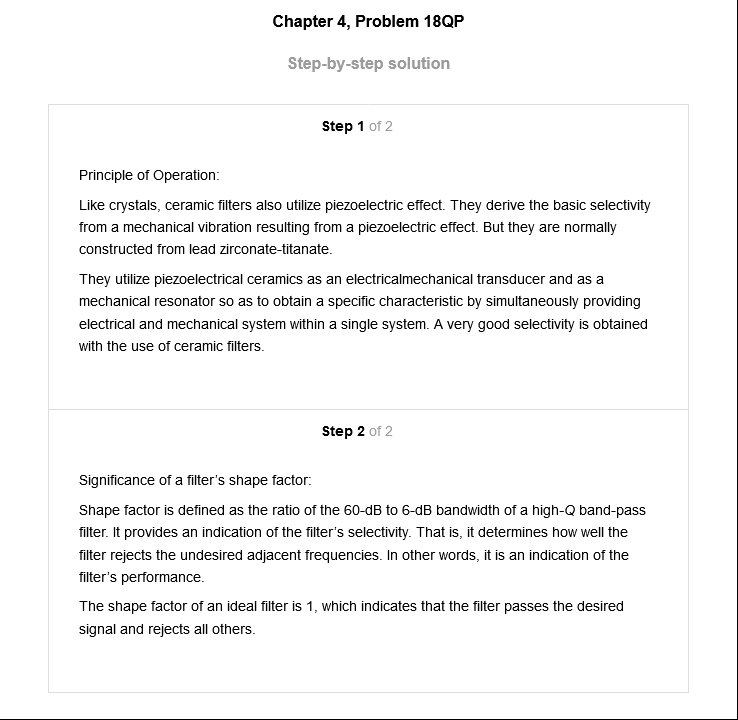 Chapter 4, Problem 18QP
Step-by-step solution
Step 1 of 2
Principle of Operation:
Like crystals, ceramic filters also utilize piezoelectric effect. They derive the basic selectivity
from a mechanical vibration resulting from a piezoelectric effect. But they are normally
constructed from lead zirconate-titanate.
They utilize piezoelectrical ceramics as an electricalmechanical transducer and as a
mechanical resonator so as to obtain a specific characteristic by simultaneously providing
electrical and mechanical system within a single system. A very good selectivity is obtained
with the use of ceramic filters.
Step 2 of 2
Significance of a filter’s shape factor:
Shape factor is defined as the ratio of the 60-dB to 6-dB bandwidth of a high-Q band-pass
filter. It provides an indication of the filter’s selectivity. That is, it determines how well the
filter rejects the undesired adjacent frequencies. In other words, it is an indication of the
filter’s performance.
The shape factor of an ideal filter is 1, which indicates that the filter passes the desired
signal and rejects all others.